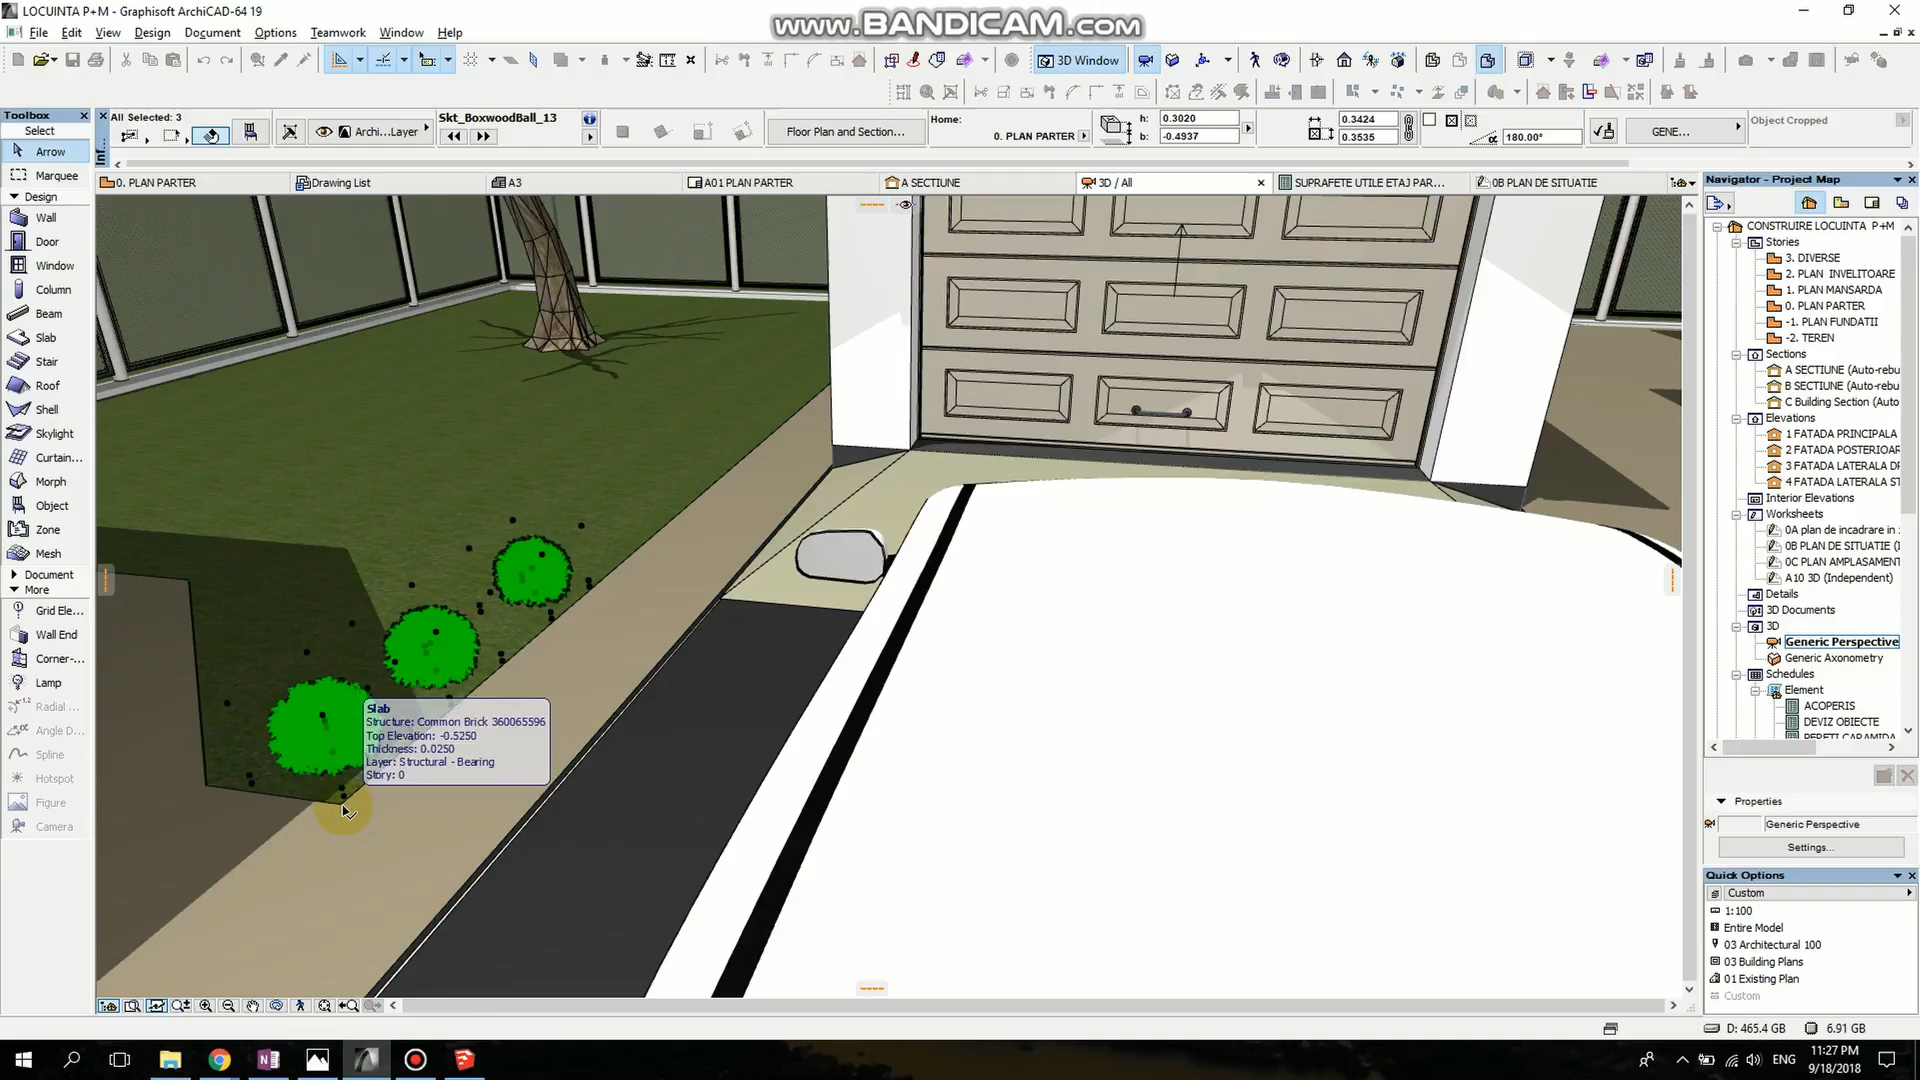 LOCUINTA P+M - Graphisoft ArchiCAD-64 19
www.BANDICAM.com
File Edit View Design Document Options Teamwork Window Help
3D Window
Toolbox
Select
Arrow
Marquee
Design
Wall
Door
Window
Column
Beam
Slab
Stair
Roof
Shell
Skylight
Curtain...
Morph
Object
Zone
Mesh
Document
More
Grid Ele...
Wall End
Corner-...
Lamp
Radial ...
Angle D...
Spline
Hotspot
Figure
Camera
All Selected: 3
Archi...Layer
Skt_BoxwoodBall_13
Floor Plan and Section...
Home:
0. PLAN PARTER
h: 0.3020
b: -0.4937
0.3424
0.3535
180.00°
GENE...
Object Cropped
0. PLAN PARTER
Drawing List
A3
A01 PLAN PARTER
A SECTIUNE
3D / All
SUPRAFETE UTILE ETAJ PAR...
0B PLAN DE SITUATIE
Slab
Structure: Common Brick 360065596
Top Elevation: -0.5250
Thickness: 0.0250
Layer: Structural - Bearing
Story: 0
Navigator - Project Map
CONSTRUIRE LOCUINTA P+M
Stories
3. DIVERSE
2. PLAN INVELITOARE
1. PLAN MANSARDA
0. PLAN PARTER
-1. PLAN FUNDATII
-2. TEREN
Sections
A SECTIUNE (Auto-rebu
B SECTIUNE (Auto-rebu
C Building Section (Auto
Elevations
1 FATADA PRINCIPALA
2 FATADA POSTERIOAR
3 FATADA LATERALA DR
4 FATADA LATERALA ST
Interior Elevations
Worksheets
0A plan de incadrare in
0B PLAN DE SITUATIE (I
0C PLAN AMPLASAMENT
A10 3D (Independent)
Details
3D Documents
3D
Generic Perspective
Generic Axonometry
Schedules
Element
ACOPERIS
DEVIZ OBIECTE
PERETI CARAMIDA
Properties
Generic Perspective
Settings...
Quick Options
Custom
1:100
Entire Model
03 Architectural 100
03 Building Plans
01 Existing Plan
Custom
D: 465.4 GB
6.91 GB
ENG
11:27 PM
9/18/2018